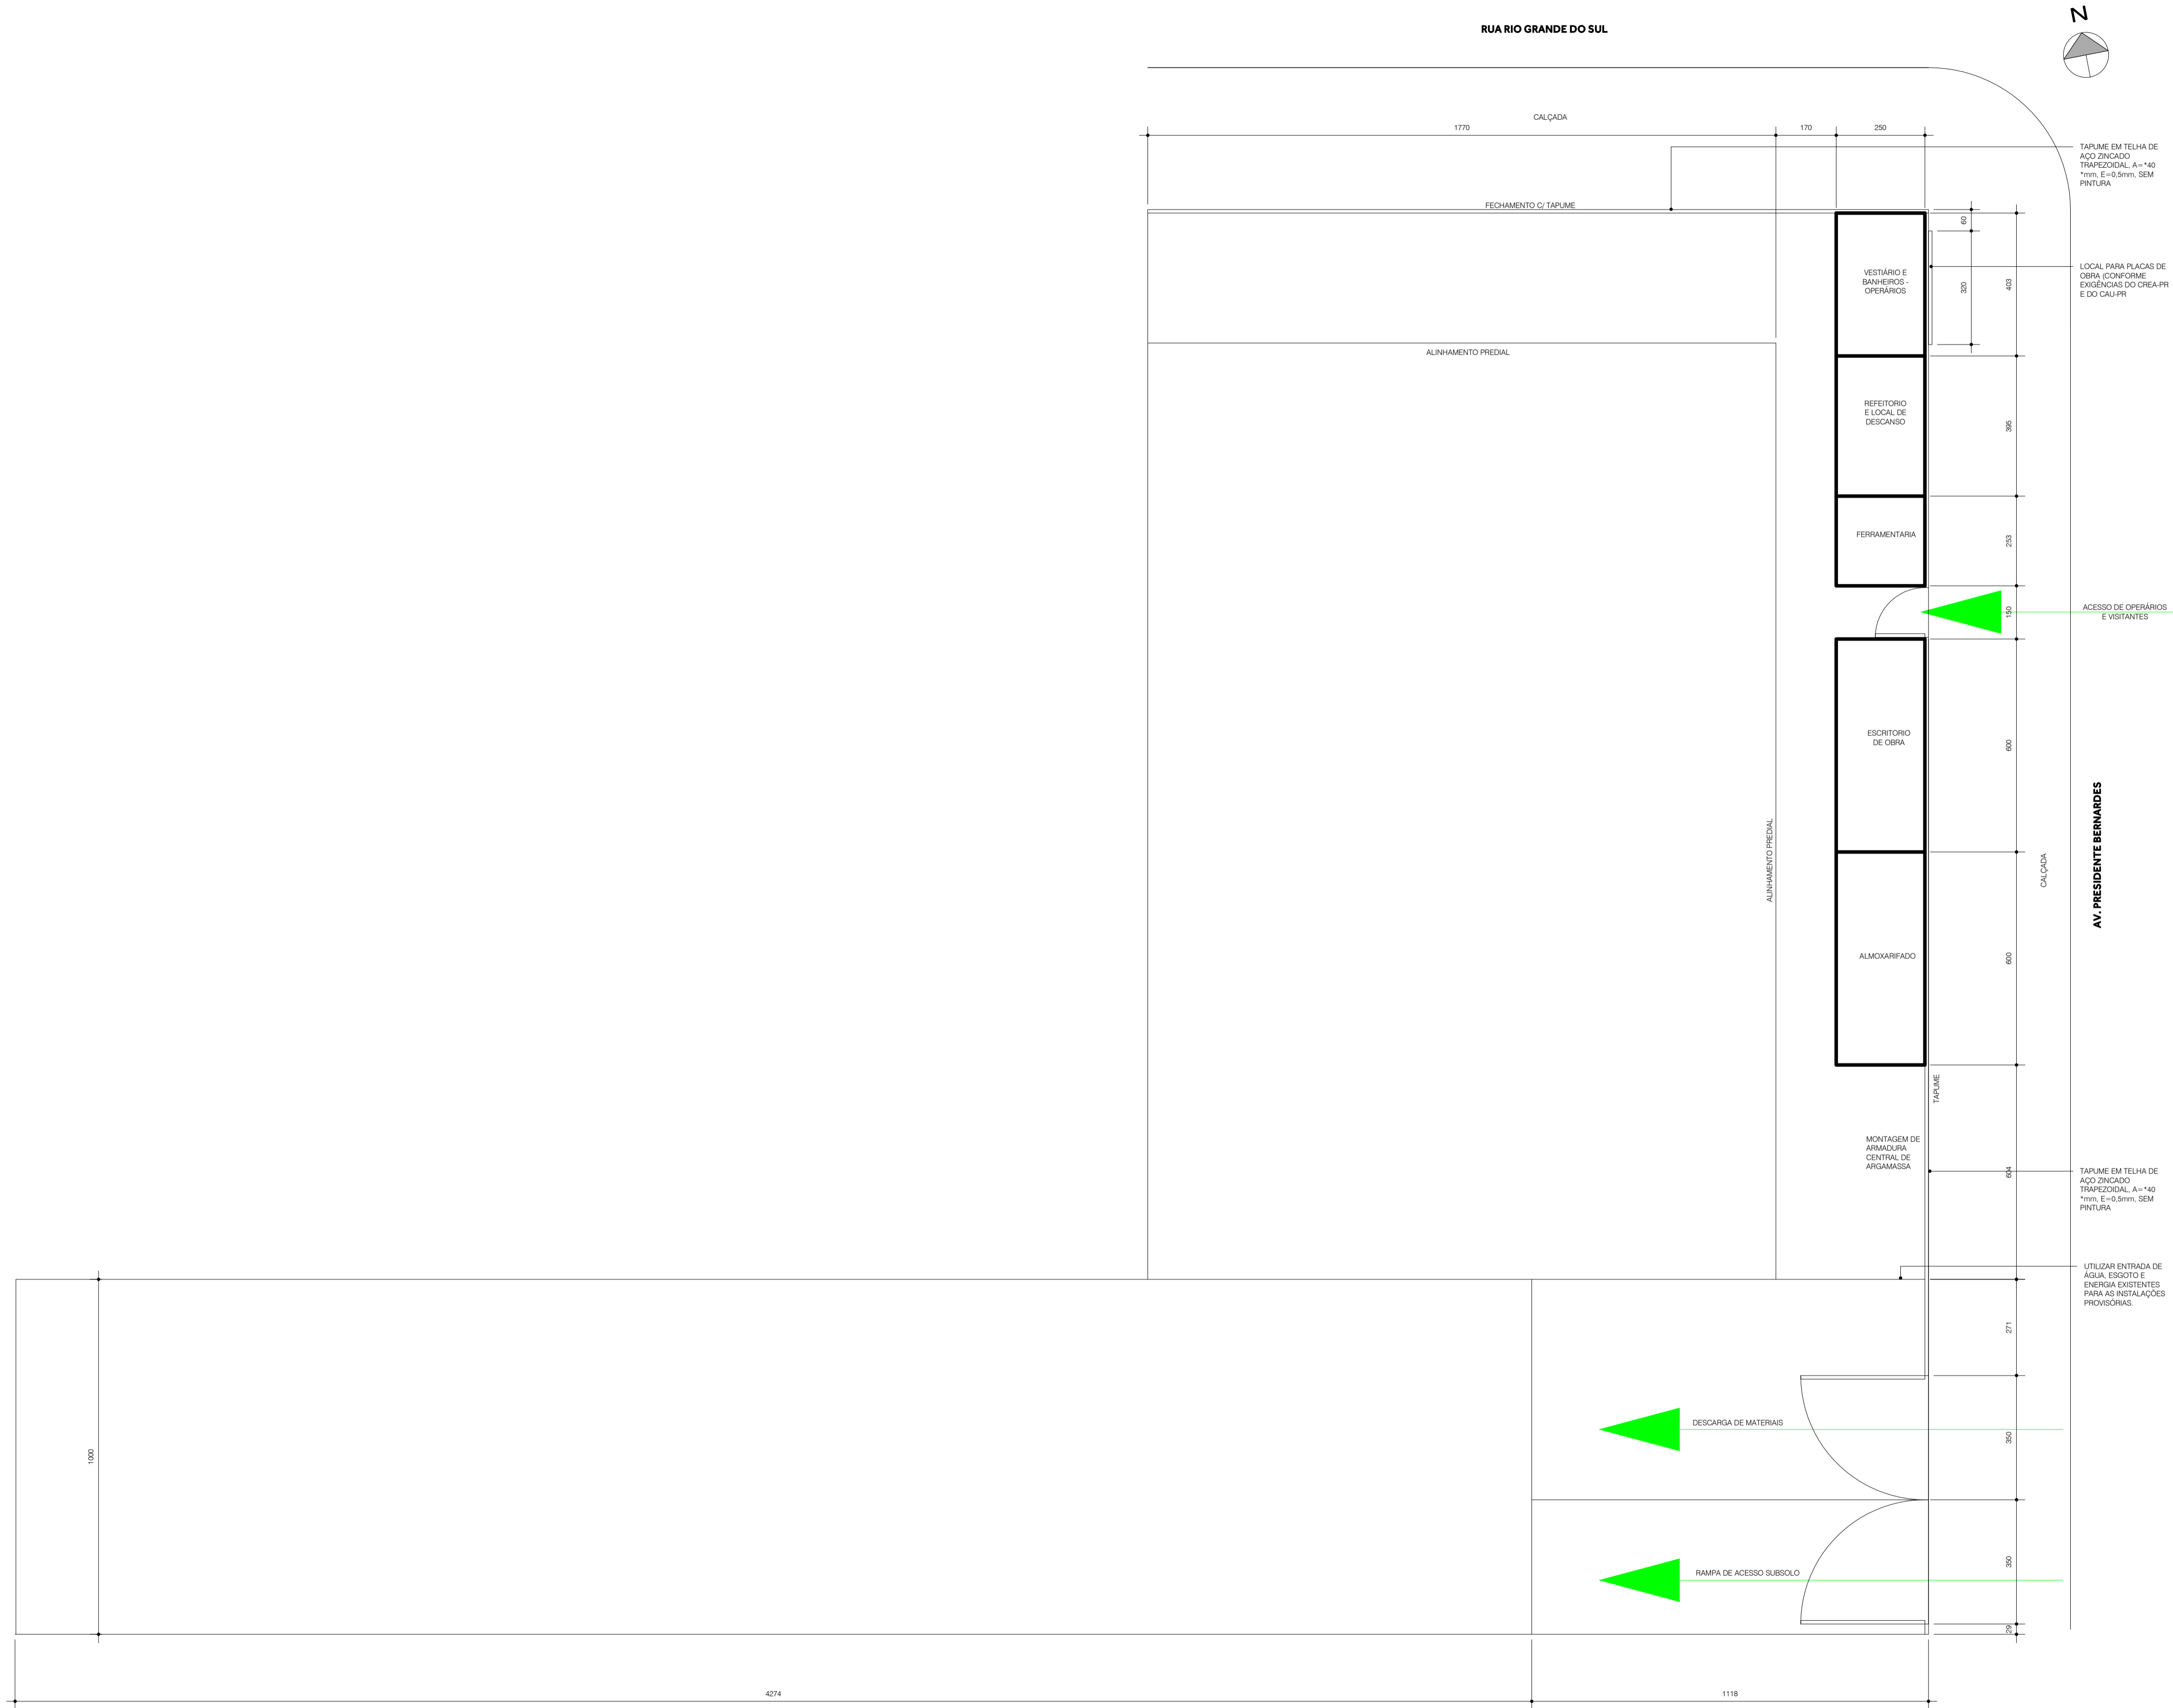 N
RUA RIO GRANDE DO SUL
CALÇADA
1770
170
250
TAPUME EM TELHA DE
AÇO ZINCADO
TRAPEZOIDAL, A=*40
*mm, E=0,5mm, SEM
PINTURA
FECHAMENTO C/ TAPUME
60
320
403
VESTIÁRIO E
BANHEIROS -
OPERÁRIOS
LOCAL PARA PLACAS DE
OBRA (CONFORME
EXIGÊNCIAS DO CREA-PR
E DO CAU-PR
ALINHAMENTO PREDIAL
REFEITORIO
E LOCAL DE
DESCANSO
395
FERRAMENTARIA
253
150
ACESSO DE OPERÁRIOS
E VISITANTES
ESCRITORIO
DE OBRA
600
ALINHAMENTO PREDIAL
CALÇADA
AV. PRESIDENTE BERNARDES
ALMOXARIFADO
600
TAPUME
MONTAGEM DE
ARMADURA
CENTRAL DE
ARGAMASSA
604
TAPUME EM TELHA DE
AÇO ZINCADO
TRAPEZOIDAL, A=*40
*mm, E=0,5mm, SEM
PINTURA
UTILIZAR ENTRADA DE
ÁGUA, ESGOTO E
ENERGIA EXISTENTES
PARA AS INSTALAÇÕES
PROVISÓRIAS.
271
DESCARGA DE MATERIAIS
350
1000
RAMPA DE ACESSO SUBSOLO
350
29
4274
1118